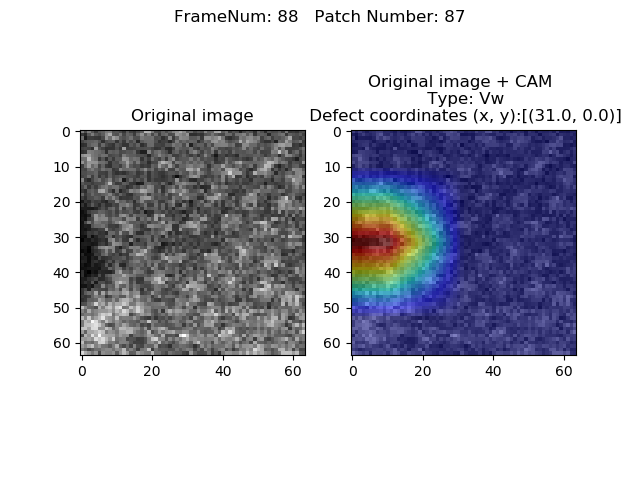 FrameNum: 88   Patch Number: 87
Original image
Original image + CAM
Type: Vw
Defect coordinates (x, y):[(31.0, 0.0)]
0
10
20
30
40
50
60
0 20 40 60
0
10
20
30
40
50
60
0 20 40 60